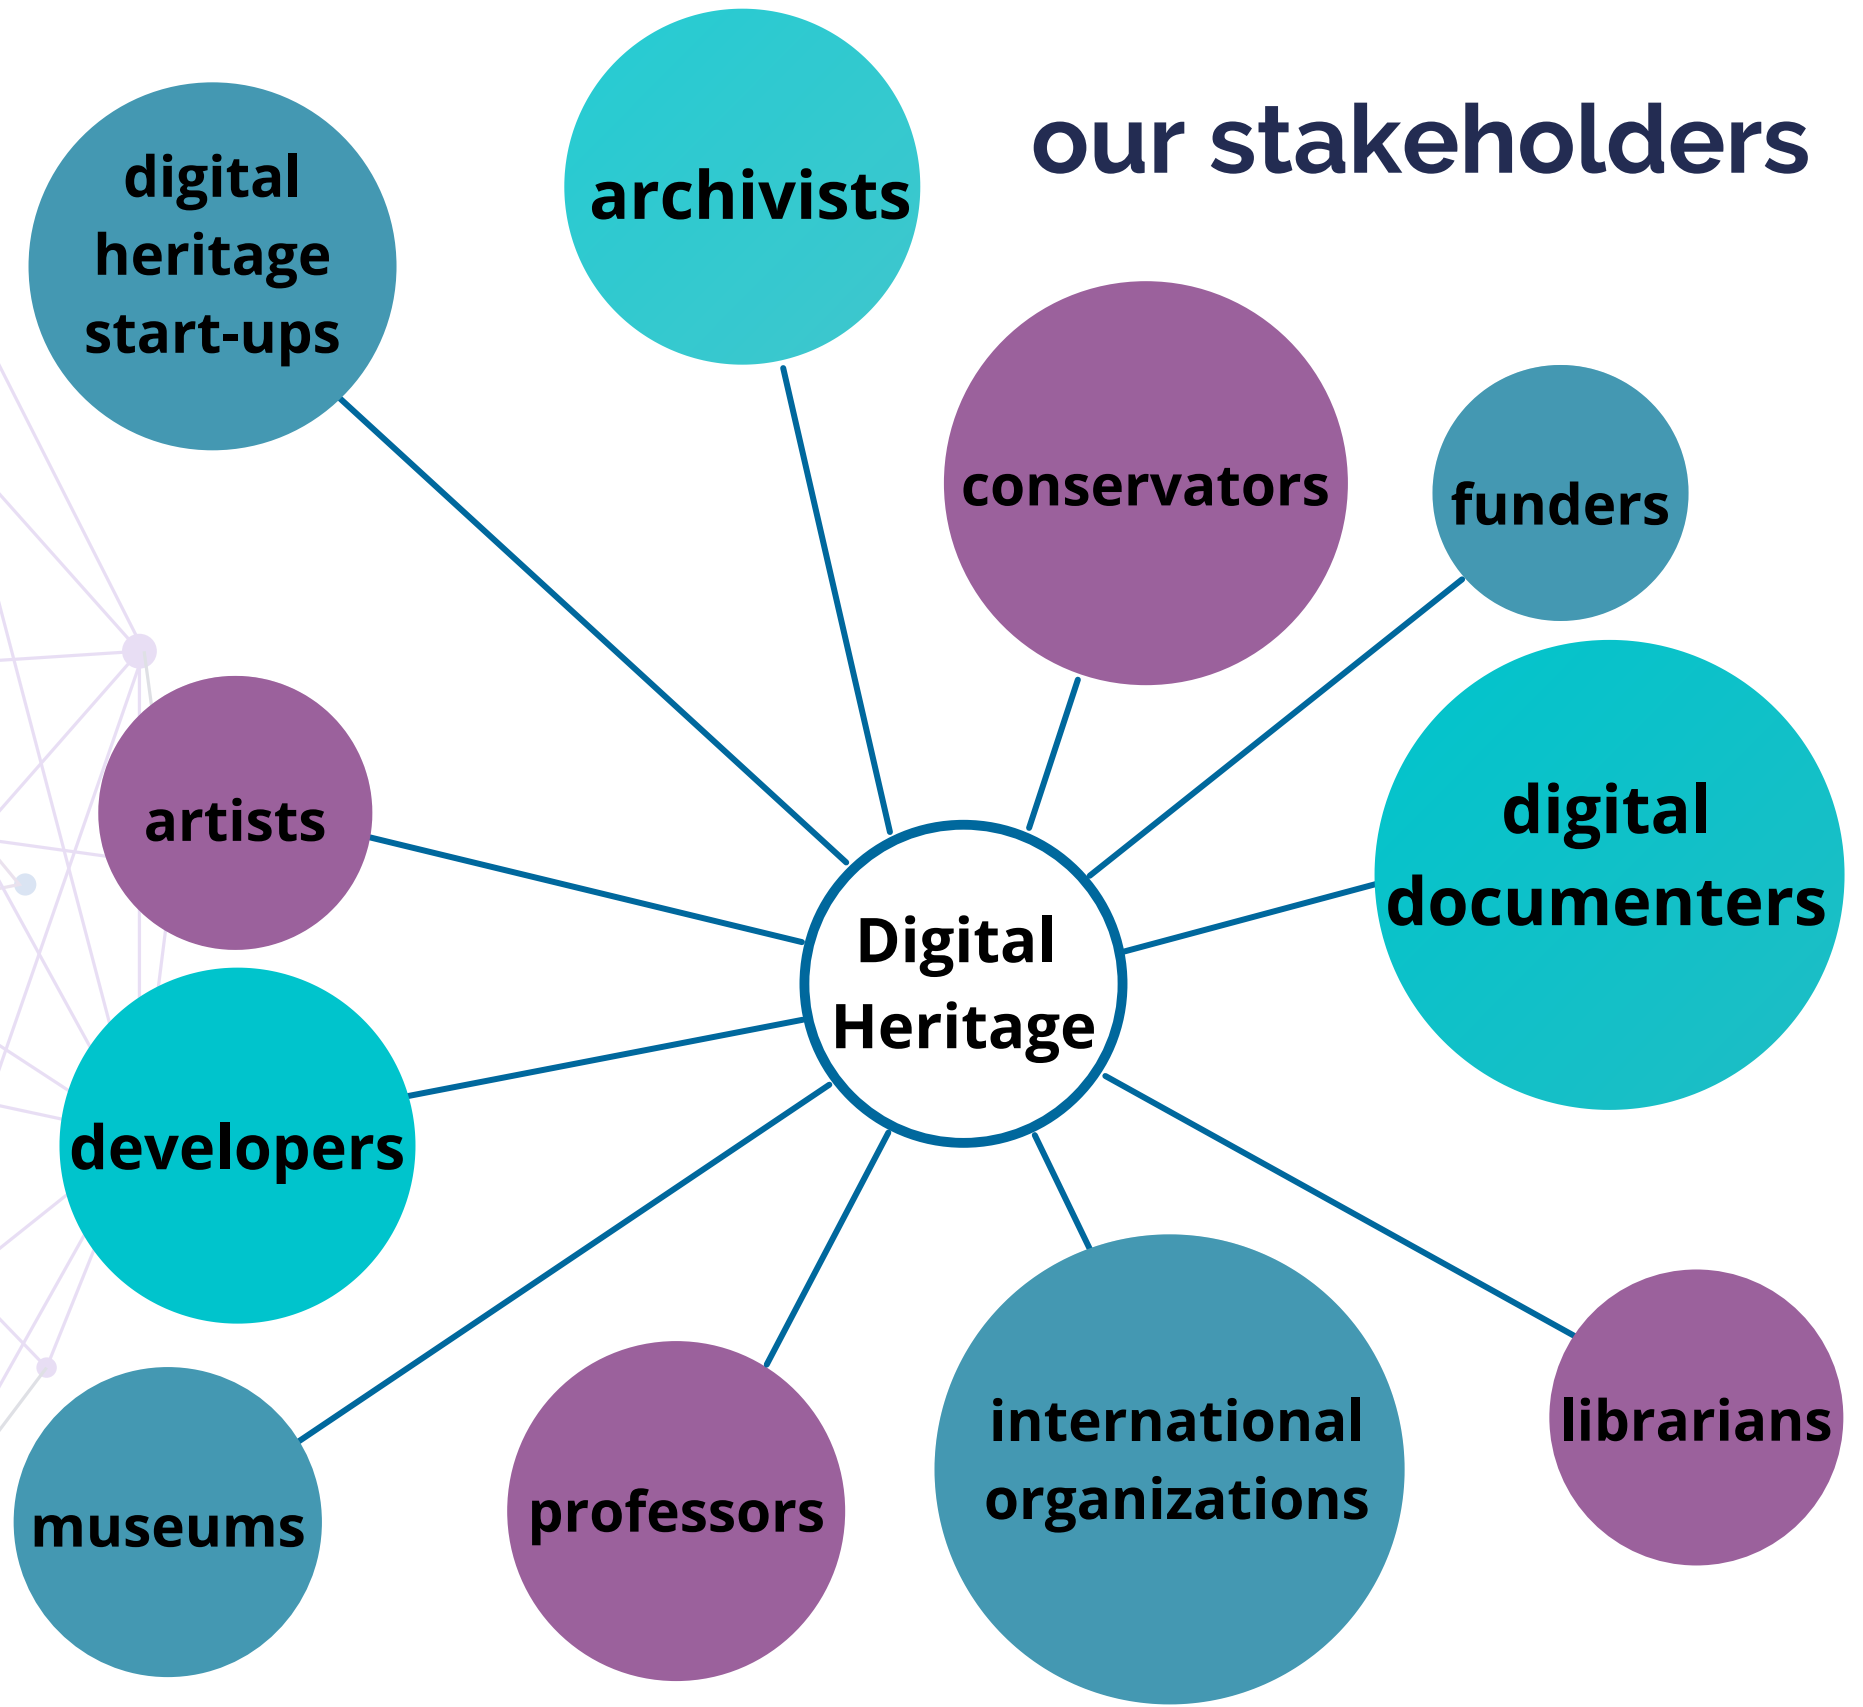 our stakeholders
digital
heritage
start-ups
archivists
conservators
funders
artists
digital
documenters
Digital
Heritage
developers
museums
professors
international
organizations
librarians